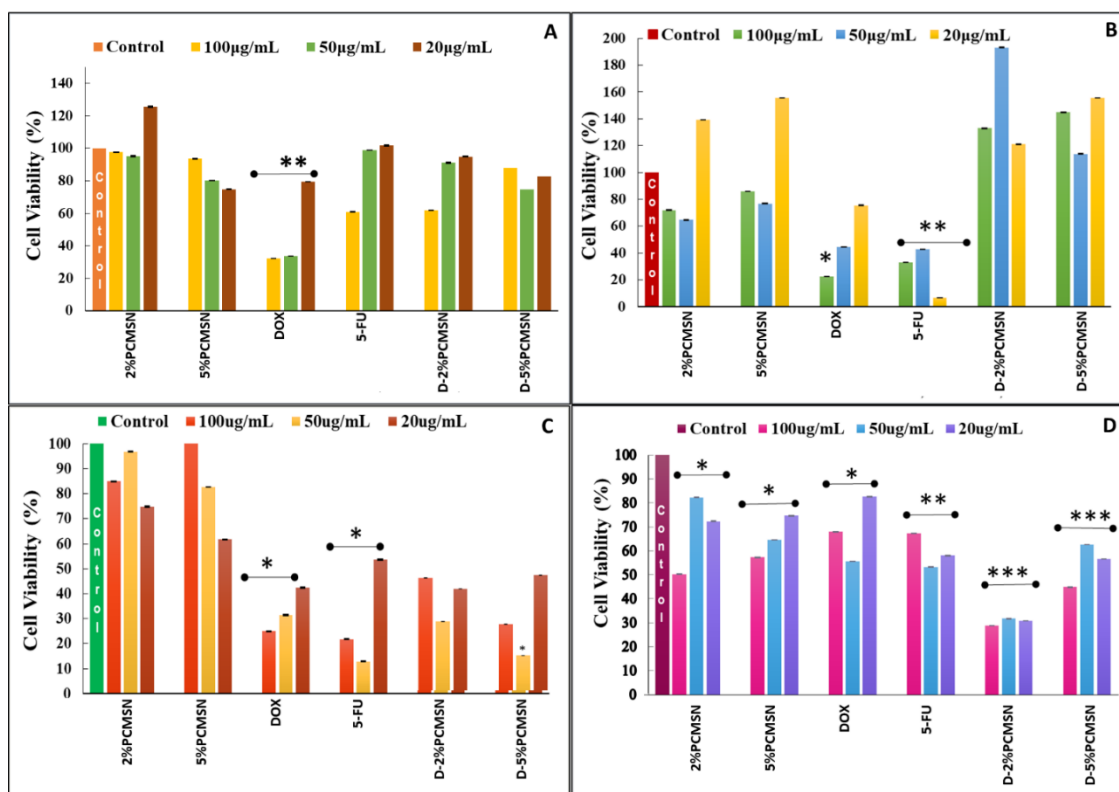 A
Control 100µg/mL 50µg/mL 20µg/mL
Cell Viability (%)
140
120
100
80
60
40
20
0
Control
**
2%PCMSN
5%PCMSN
DOX
5-FU
D-2%PCMSN
D-5%PCMSN
B
Control 100µg/mL 50µg/mL 20µg/mL
Cell Viability (%)
200
180
160
140
120
100
80
60
40
20
0
Control
*
**
2%PCMSN
5%PCMSN
DOX
5-FU
D-2%PCMSN
D-5%PCMSN
C
Control 100ug/mL 50ug/mL 20ug/mL
Cell Viability (%)
100
90
80
70
60
50
40
30
20
10
0
Control
*
*
*
2%PCMSN
5%PCMSN
DOX
5-FU
D-2%PCMSN
D-5%PCMSN
D
Control 100ug/mL 50ug/mL 20ug/mL
Cell Viability (%)
100
90
80
70
60
50
40
30
20
10
0
Control
*
*
*
**
***
***
2%PCMSN
5%PCMSN
DOX
5-FU
D-2%PCMSN
D-5%PCMSN